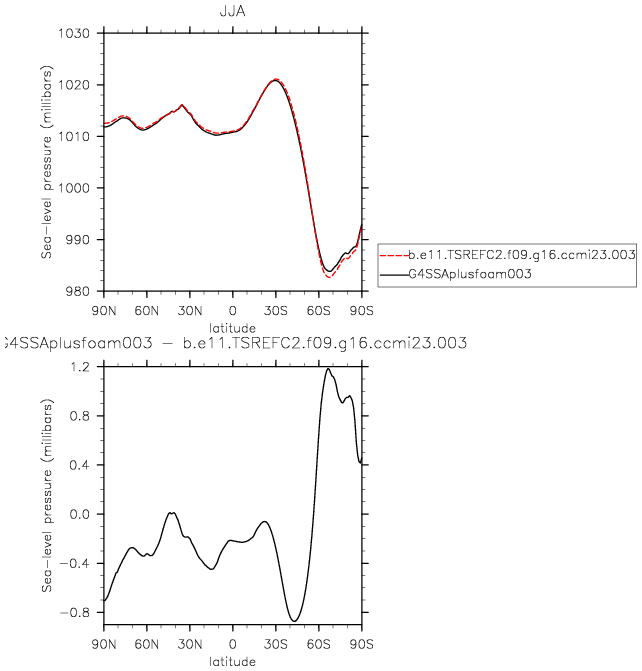 JJA
Sea-level pressure (millibars)
1030
1020
1010
1000
990
980
90N 60N 30N 0 30S 60S 90S
latitude
b.e11.TSREFC2.f09.g16.ccmi23.003
G4SSAplusfoam003
G4SSAplusfoam003 − b.e11.TSREFC2.f09.g16.ccmi23.003
Sea-level pressure (millibars)
1.2
0.8
0.4
0.0
−0.4
−0.8
90N 60N 30N 0 30S 60S 90S
latitude